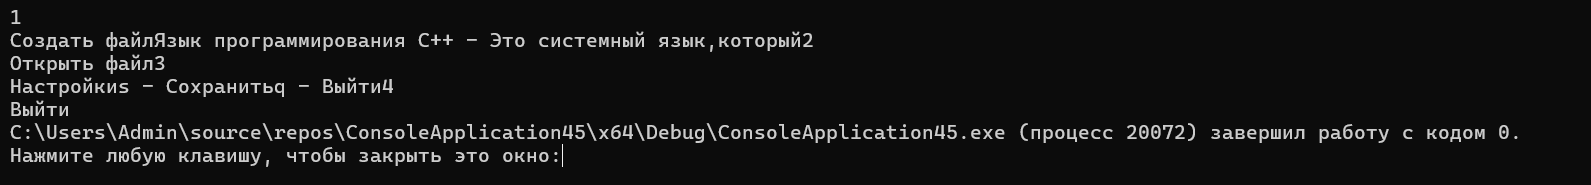 1
Создать файлЯзык программирования C++ - Это системный язык,который2
Открыть файл3
Настройкиs - Сохранитьq - Выйти4
Выйти
C:\Users\Admin\source\repos\ConsoleApplication45\x64\Debug\ConsoleApplication45.exe (процесс 20072) завершил работу с кодом 0.
Нажмите любую клавишу, чтобы закрыть это окно: